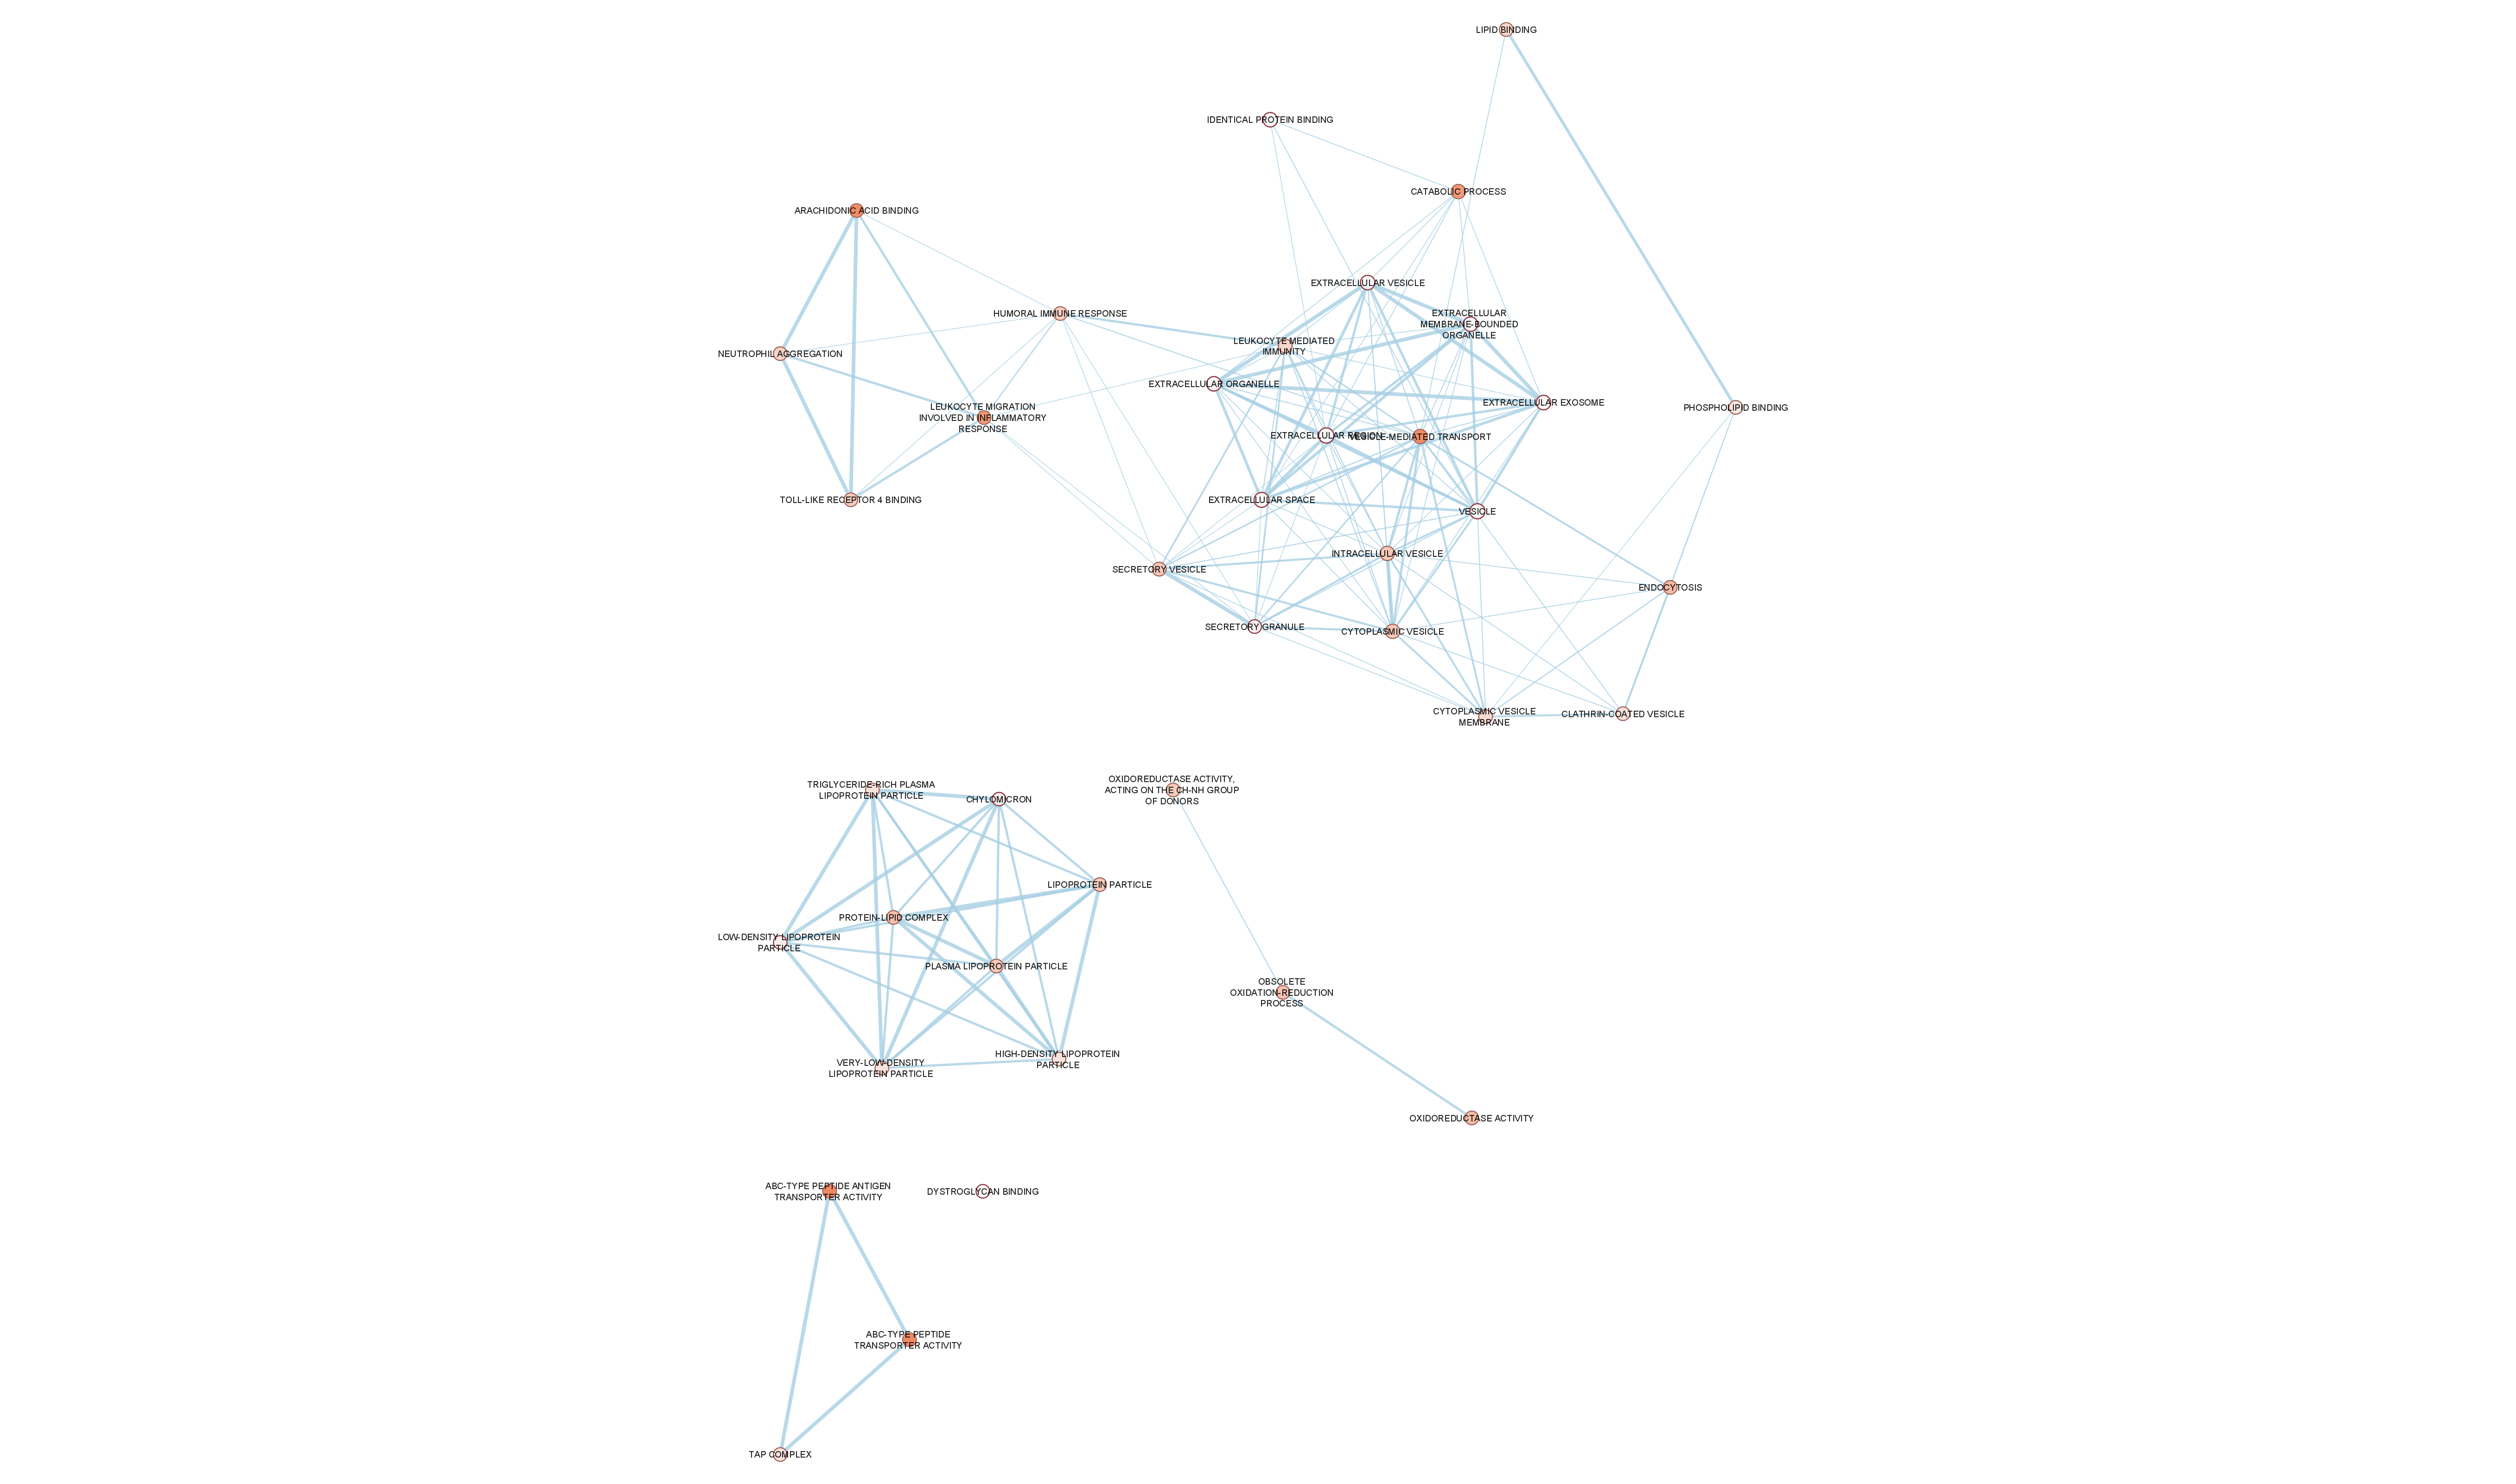 LIPID BINDING
IDENTICAL PROTEIN BINDING
CATABOLIC PROCESS
ARACHIDONIC ACID BINDING
EXTRACELLULAR VESICLE
HUMORAL IMMUNE RESPONSE
EXTRACELLULAR
MEMBRANE-BOUNDED
ORGANELLE
LEUKOCYTE MEDIATED
IMMUNITY
NEUTROPHIL AGGREGATION
EXTRACELLULAR ORGANELLE
EXTRACELLULAR EXOSOME
PHOSPHOLIPID BINDING
LEUKOCYTE MIGRATION
INVOLVED IN INFLAMMATORY
RESPONSE
EXTRACELLULAR REGION
VESICLE-MEDIATED TRANSPORT
TOLL-LIKE RECEPTOR 4 BINDING
EXTRACELLULAR SPACE
VESICLE
INTRACELLULAR VESICLE
SECRETORY VESICLE
ENDOCYTOSIS
SECRETORY GRANULE
CYTOPLASMIC VESICLE
CYTOPLASMIC VESICLE
MEMBRANE
CLATHRIN-COATED VESICLE
TRIGLYCERIDE-RICH PLASMA
LIPOPROTEIN PARTICLE
CHYLOMICRON
OXIDOREDUCTASE ACTIVITY,
ACTING ON THE CH-NH GROUP
OF DONORS
LIPOPROTEIN PARTICLE
PROTEIN-LIPID COMPLEX
LOW-DENSITY LIPOPROTEIN
PARTICLE
PLASMA LIPOPROTEIN PARTICLE
OBSOLETE
OXIDATION-REDUCTION
PROCESS
HIGH-DENSITY LIPOPROTEIN
PARTICLE
VERY-LOW-DENSITY
LIPOPROTEIN PARTICLE
OXIDOREDUCTASE ACTIVITY
ABC-TYPE PEPTIDE ANTIGEN
TRANSPORTER ACTIVITY
DYSTROGLYCAN BINDING
ABC-TYPE PEPTIDE
TRANSPORTER ACTIVITY
TAP COMPLEX